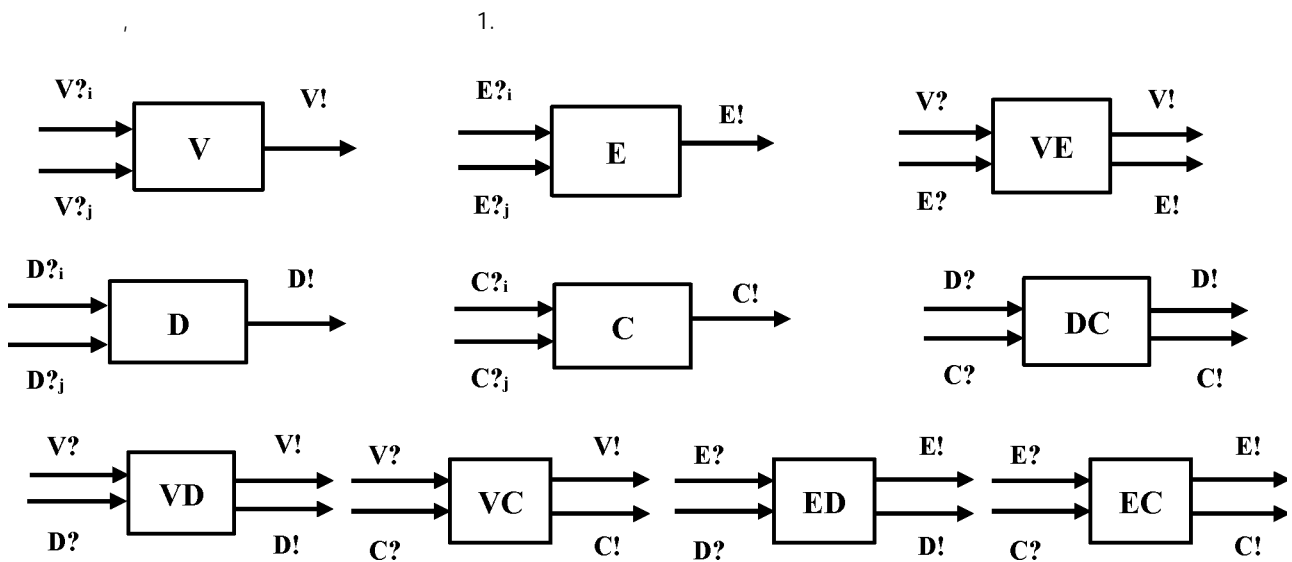 , 1.
V?i V! E?i E! V? V!
V E VE
V?j E?j E? E!
D?i D! C?i C! D? D!
D C DC
D?j C?j C? C!
V? V! V? V! E? E! E? E!
VD VC ED EC
D? D! C? C! D? D! C? C!